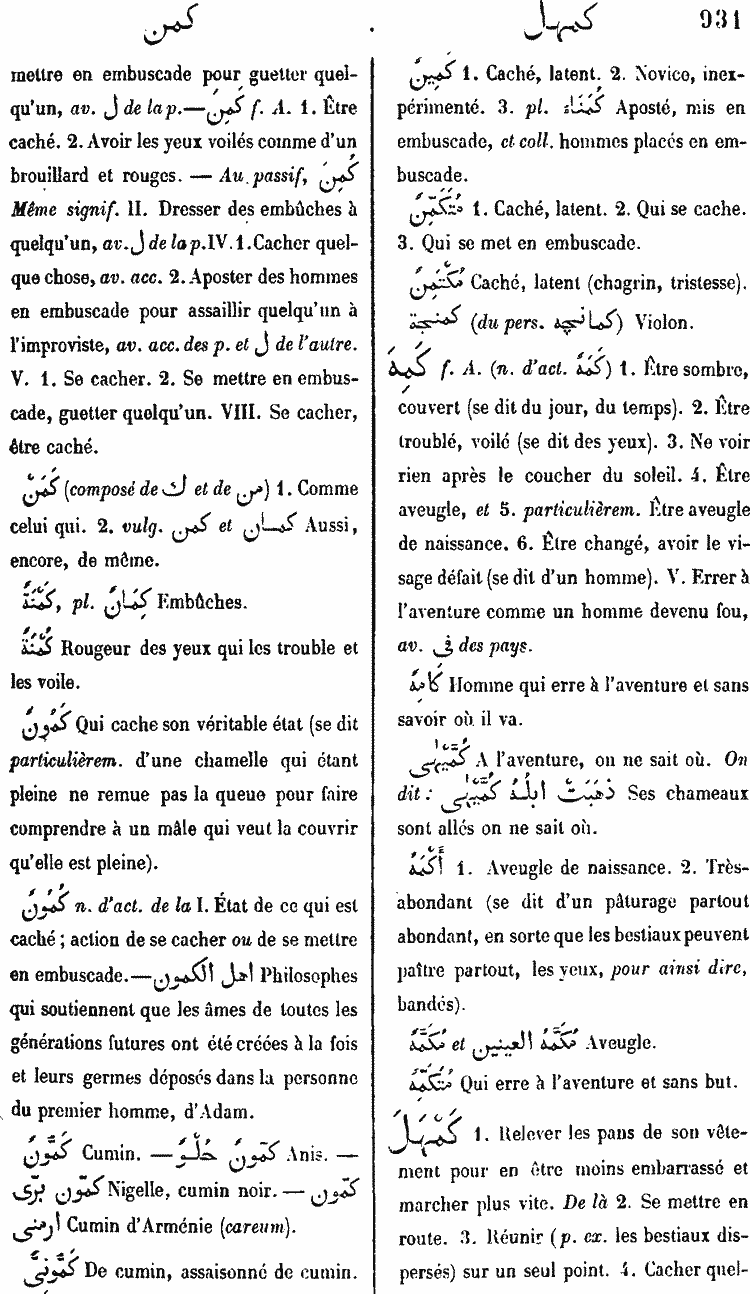 كمن
كمهل
931
mettre en embuscade pour guetter quel-
qu'un, av. ل de la p.—كَمِنَ f. A. 1. Être
caché. 2. Avoir les yeux voilés comme d'un
brouillard et rouges. — Au passif, كُمِنَ
Même signif. II. Dresser des embûches à
quelqu'un, av. ل de la p. IV. 1. Cacher quel-
que chose, av. acc. 2. Aposter des hommes
en embuscade pour assaillir quelqu'un à
l'improviste, av. acc. des p. et ل de l'autre.
V. 1. Se cacher. 2. Se mettre en embus-
cade, guetter quelqu'un. VIII. Se cacher,
être caché.
كَمَنْ (composé de ك et de من) 1. Comme
celui qui. 2. vulg. كمن et كمان Aussi,
encore, de même.
كَمْنَةٌ, pl. كِمَانٌ Embûches.
كُمْنَةٌ Rougeur des yeux qui les trouble et
les voile.
كَمُونٌ Qui cache son véritable état (se dit
particulièrem. d'une chamelle qui étant
pleine ne remue pas la queue pour faire
comprendre à un mâle qui veut la couvrir
qu'elle est pleine).
كُمُونٌ n. d'act. de la I. État de ce qui est
caché ; action de se cacher ou de se mettre
en embuscade.—اهل الكمون Philosophes
qui soutiennent que les âmes de toutes les
générations futures ont été créées à la fois
et leurs germes déposés dans la personne
du premier homme, d'Adam.
كَمُّونٌ Cumin. — كمّونٌ حُلْوٌ Anis. —
كمّون برّى Nigelle, cumin noir. — كمّون
ارمنى Cumin d'Arménie (careum).
كَمُّونِىٌّ De cumin, assaisonné de cumin.
كَمِينٌ 1. Caché, latent. 2. Novice, inex-
périmenté. 3. pl. كُمَنَاءُ Aposté, mis en
embuscade, et coll. hommes placés en em-
buscade.
مُتَكَمِّنٌ 1. Caché, latent. 2. Qui se cache.
3. Qui se met en embuscade.
مُكْتَمِنٌ Caché, latent (chagrin, tristesse).
كمنجة (du pers. كمانچه) Violon.
كَمِهَ f. A. (n. d'act. كَمَهٌ) 1. Être sombre,
couvert (se dit du jour, du temps). 2. Être
troublé, voilé (se dit des yeux). 3. Ne voir
rien après le coucher du soleil. 4. Être
aveugle, et 5. particulièrem. Être aveugle
de naissance. 6. Être changé, avoir le vi-
sage défait (se dit d'un homme). V. Errer à
l'aventure comme un homme devenu fou,
av. فى des pays.
كَامِهٌ Homme qui erre à l'aventure et sans
savoir où il va.
كُمَّيْهَى A l'aventure, on ne sait où. On
dit : ذهبَتْ ابِلُهُ كُمَّيْهَى Ses chameaux
sont allés on ne sait où.
أَكْمَهُ 1. Aveugle de naissance. 2. Très-
abondant (se dit d'un pâturage partout
abondant, en sorte que les bestiaux peuvent
paître partout, les yeux, pour ainsi dire,
bandés).
مُكَمَّهٌ et مُكَمَّهُ العينين Aveugle.
مُتَكَمِّهٌ Qui erre à l'aventure et sans but.
كَمْهَلَ 1. Relever les pans de son vête-
ment pour en être moins embarrassé et
marcher plus vite. De là 2. Se mettre en
route. 3. Réunir (p. ex. les bestiaux dis-
persés) sur un seul point. 4. Cacher quel-